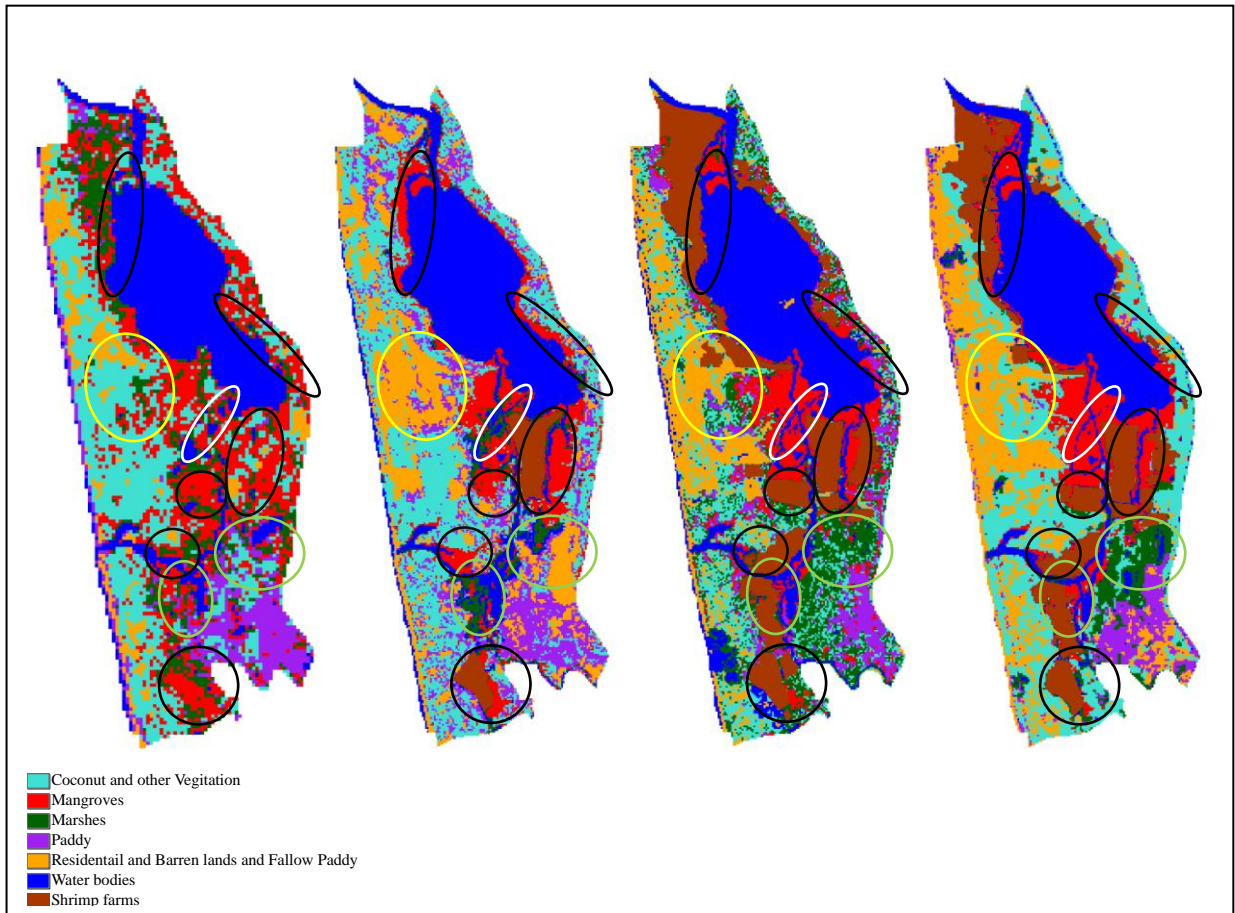 Coconut and other Vegitation
Mangroves
Marshes
Paddy
Residentail and Barren lands and Fallow Paddy
Water bodies
Shrimp farms